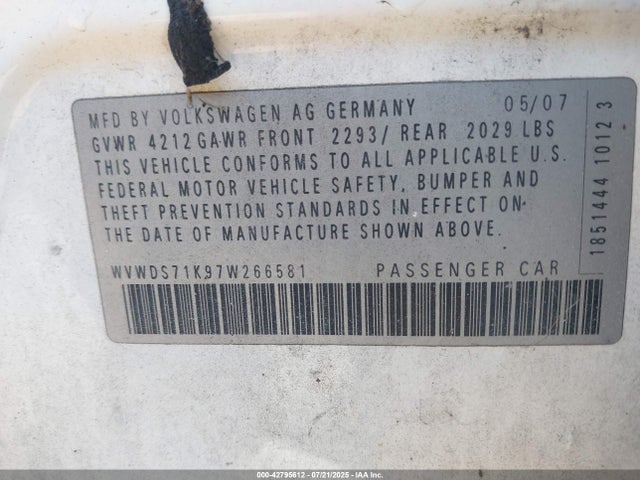 MFD BY VOLKSWAGEN AG GERMANY 05/07
GVWR 4212 GAWR FRONT 2293/ REAR 2029 LBS
THIS VEHICLE CONFORMS TO ALL APPLICABLE U.S.
FEDERAL MOTOR VEHICLE SAFETY, BUMPER AND
THEFT PREVENTION STANDARDS IN EFFECT ON
THE DATE OF MANUFACTURE SHOWN ABOVE.
WVWDS71K97W266581 PASSENGER CAR
1851444 10123
000-42795612 07/21/2025 IAA Inc.